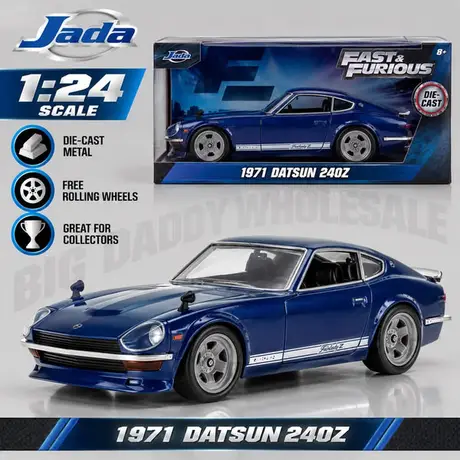 Jada
1:24
SCALE
DIE-CAST
METAL
FREE
ROLLING WHEELS
GREAT FOR
COLLECTORS
Jada
FAST &
FURIOUS
8+
DIE-
CAST
1971 DATSUN 240Z
BIG DADDY WHOLESALE
Fairlady Z
1971 DATSUN 240Z